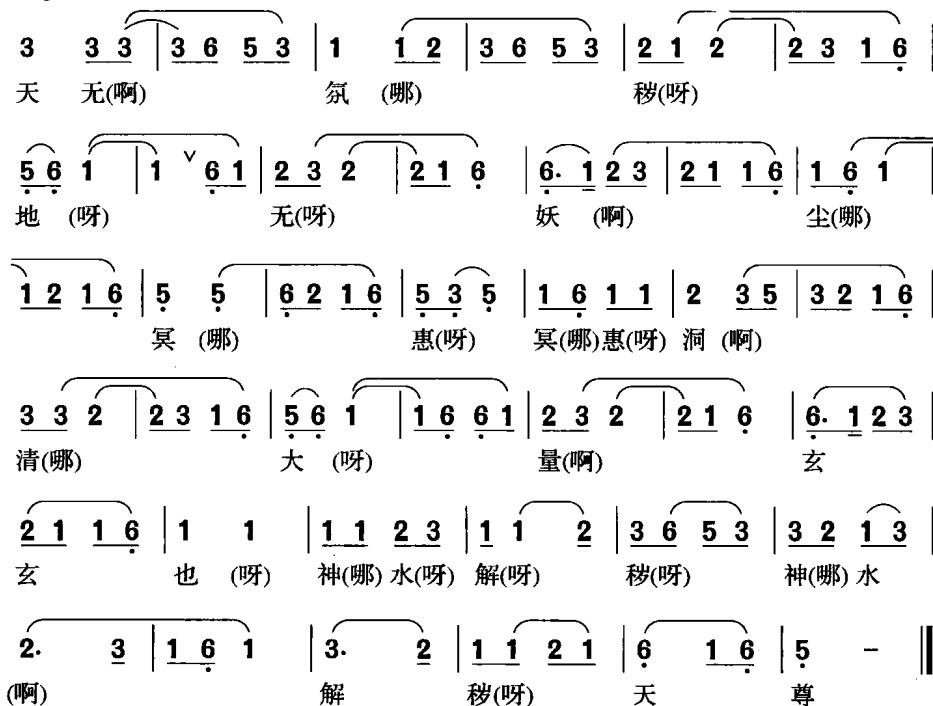 3 3 3 | 3 6 5 3 | 1 1 2 | 3 6 5 3 | 2 1 2 | 2 3 1 6 |
天 无(啊) 氛 (哪) 秽(呀)
5 6 1 | 1 ∨ 6 1 | 2 3 2 | 2 1 6 | 6. 1 2 3 | 2 1 1 6 | 1 6 1 |
地 (呀) 无(呀) 妖 (啊) 尘(哪)
1 2 1 6 | 5 5 | 6 2 1 6 | 5 3 5 | 1 6 1 1 | 2 3 5 | 3 2 1 6 |
冥 (哪) 惠(呀) 冥(哪)惠(呀) 洞 (啊)
3 3 2 | 2 3 1 6 | 5 6 1 | 1 6 6 1 | 2 3 2 | 2 1 6 | 6. 1 2 3 |
清(哪) 大 (呀) 量(啊) 玄
2 1 1 6 | 1 1 | 1 1 2 3 | 1 1 2 | 3 6 5 3 | 3 2 1 3 |
玄 也 (呀) 神(哪) 水(呀) 解(呀) 秽(呀) 神(哪) 水
2. 3 | 1 6 1 | 3. 2 | 1 1 2 1 | 6 1 6 | 5 – ‖
(啊) 解 秽(呀) 天 尊